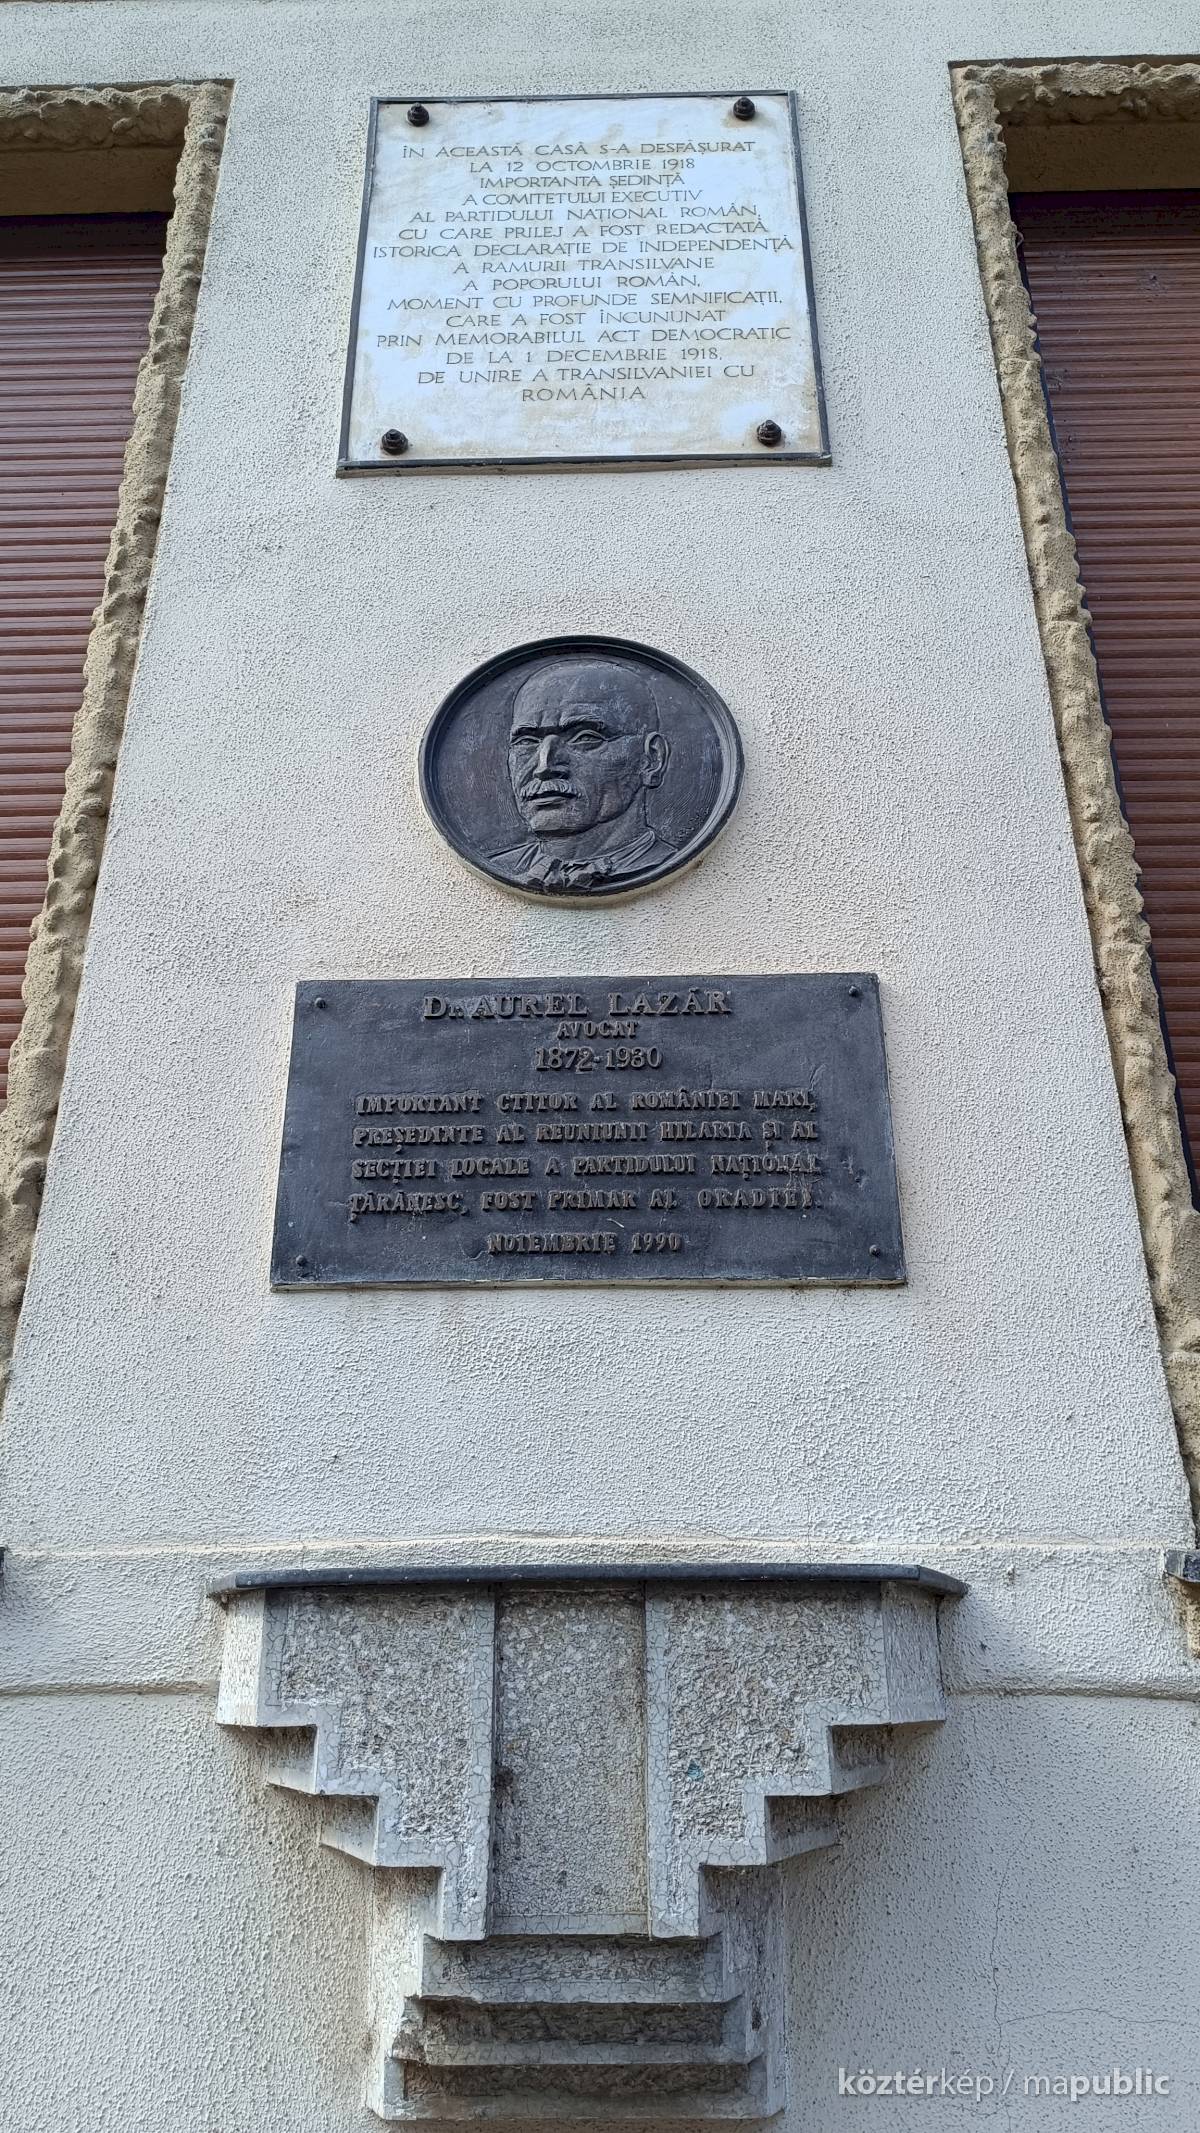 ÎN ACEASTĂ CASĂ S-A DESFĂȘURAT
LA 12 OCTOMBRIE 1918
IMPORTANTA ȘEDINȚĂ
A COMITETULUI EXECUTIV
AL PARTIDULUI NATIONAL ROMÂN,
CU CARE PRILEJ A FOST REDACTATĂ
ISTORICA DECLARAȚIE DE INDEPENDENȚĂ
A RAMURII TRANSILVANE
A POPORULUI ROMÂN,
MOMENT CU PROFUNDE SEMNIFICAȚII,
CARE A FOST ÎNCUNUNAT
PRIN MEMORABILUL ACT DEMOCRATIC
DE LA 1 DECEMBRIE 1918,
DE UNIRE A TRANSILVANIEI CU
ROMÂNIA
Dr. AUREL LAZĂR
AVOCAT
1872-1930
IMPORTANT CTITOR AL ROMÂNIEI MARI,
PREȘEDINTE AL REUNIUNII HILARIA ȘI AL
SECȚIEI LOCALE A PARTIDULUI NAȚIONAL
ȚĂRĂNESC, FOST PRIMAR AL ORADIEI.
NOIEMBRIE 1990
köztérkép / mapublic